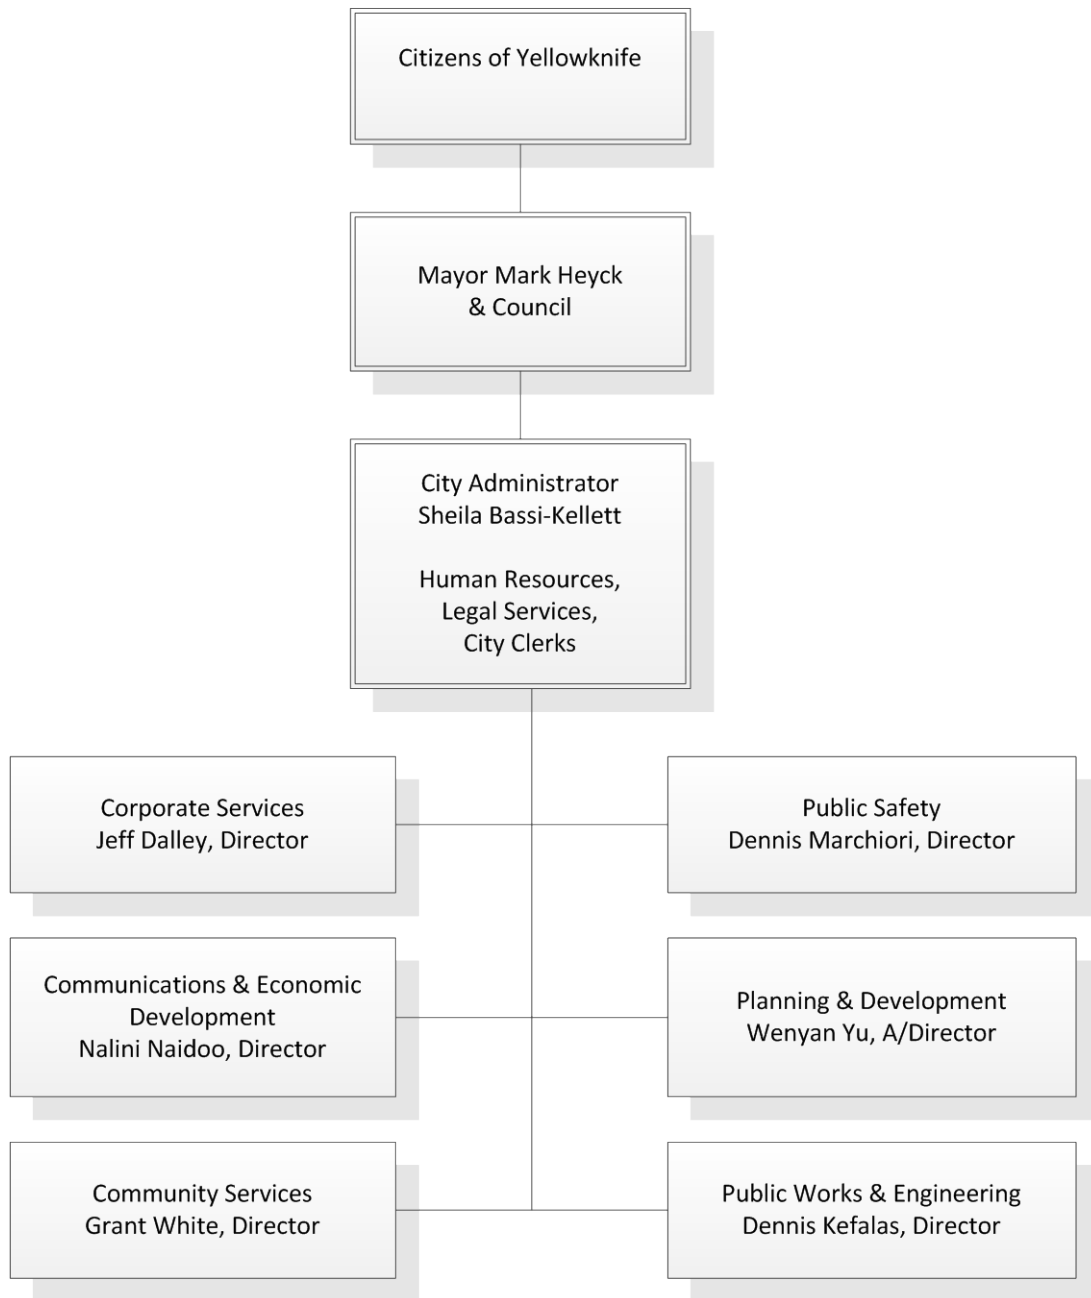 Citizens of Yellowknife
Mayor Mark Heyck
& Council
City Administrator
Sheila Bassi-Kellett
Human Resources,
Legal Services,
City Clerks
Corporate Services
Jeff Dalley, Director
Public Safety
Dennis Marchiori, Director
Communications & Economic
Development
Nalini Naidoo, Director
Planning & Development
Wenyan Yu, A/Director
Community Services
Grant White, Director
Public Works & Engineering
Dennis Kefalas, Director